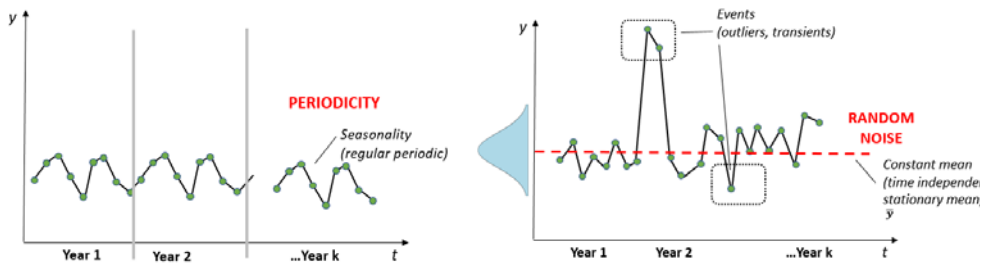 y
PERIODICITY
Seasonality
(regular periodic)
Year 1
Year 2
...Year k
t
Events
(outliers, transients)
y
RANDOM
NOISE
Constant mean
(time independe
stationary mean,
y̅
Year 1
Year 2
...Year k
t